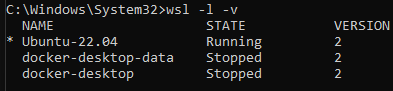 C:\Windows\System32>wsl -l -v
NAME STATE VERSION
* Ubuntu-22.04 Running 2
docker-desktop-data Stopped 2
docker-desktop Stopped 2